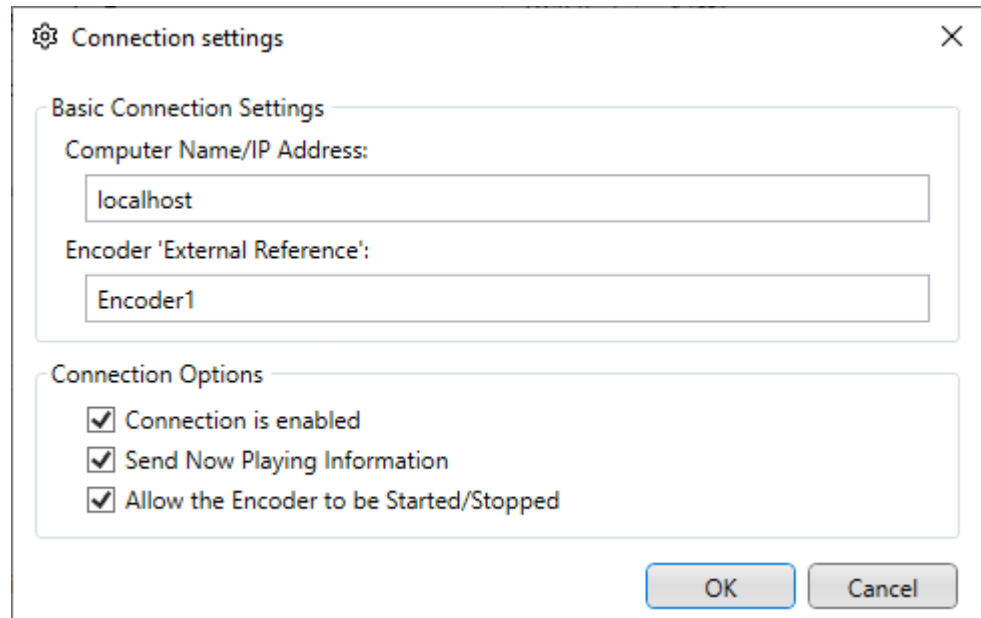 Connection settings
Basic Connection Settings
Computer Name/IP Address:
localhost
Encoder 'External Reference':
Encoder1
Connection Options
Connection is enabled
Send Now Playing Information
Allow the Encoder to be Started/Stopped
OK Cancel